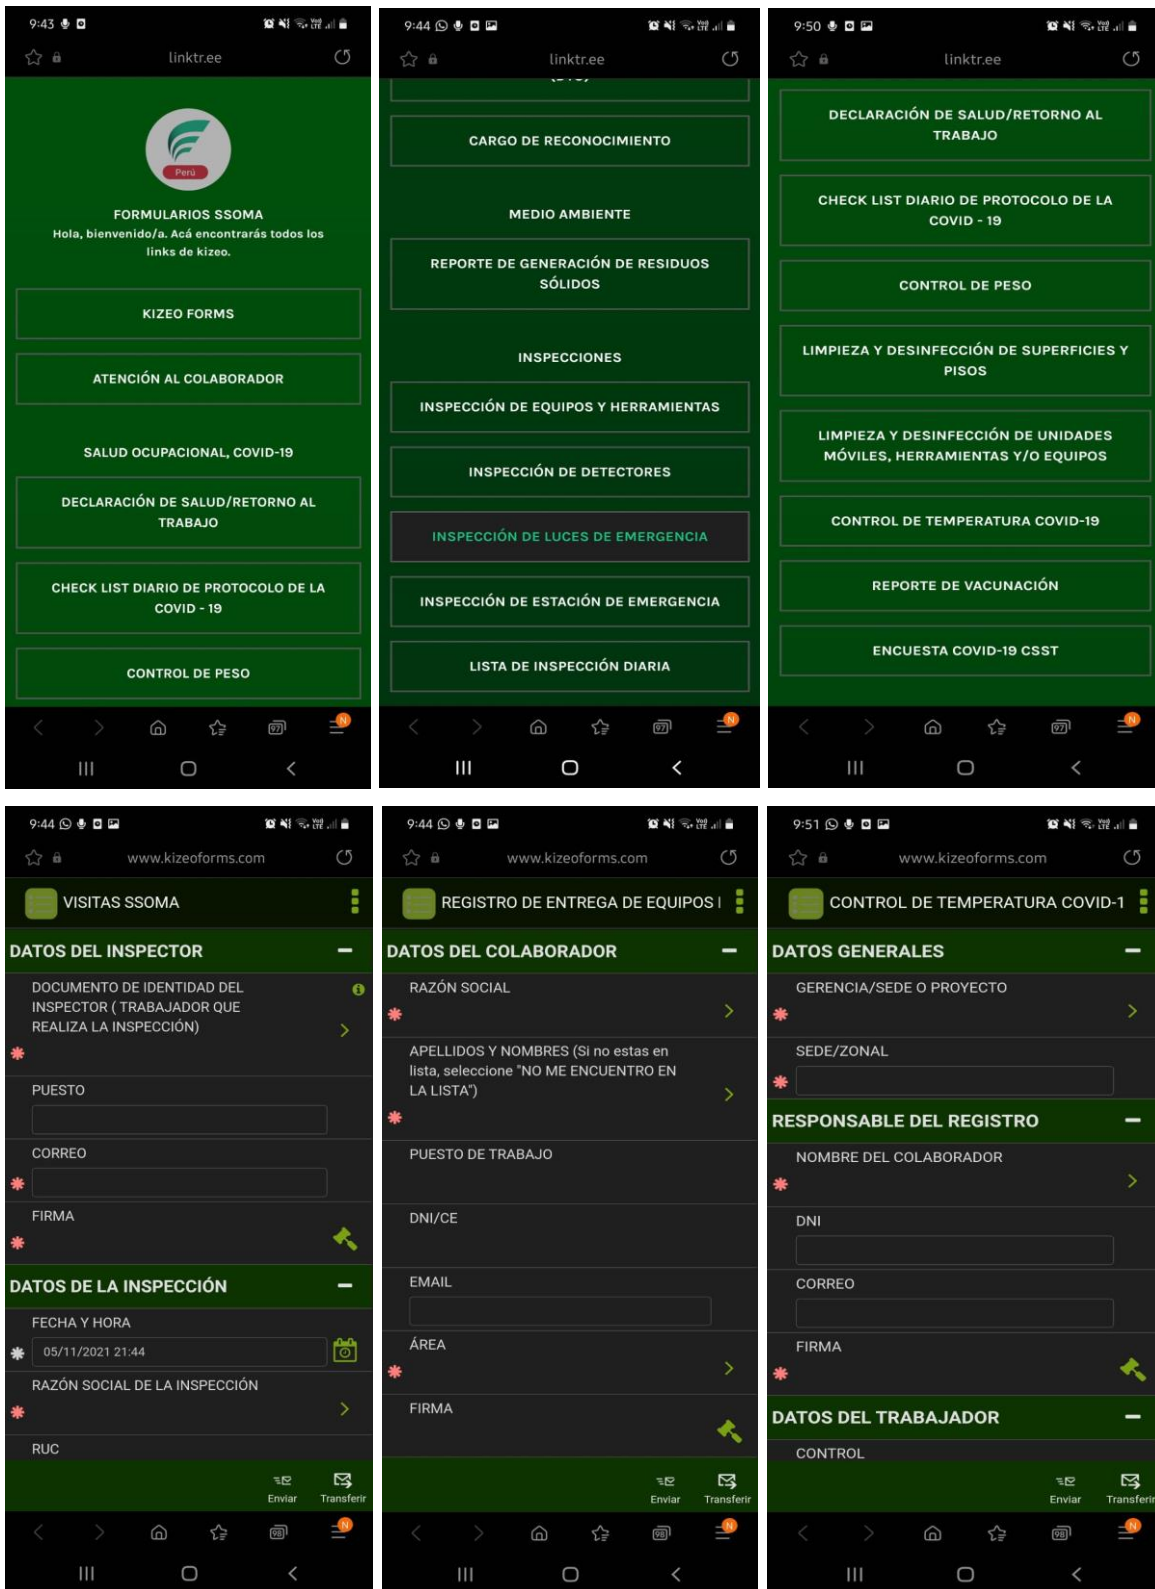 9:43
linktr.ee
Perú
FORMULARIOS SSOMA
Hola, bienvenido/a. Acá encontrarás todos los
links de kizeo.
KIZEO FORMS
ATENCIÓN AL COLABORADOR
SALUD OCUPACIONAL, COVID-19
DECLARACIÓN DE SALUD/RETORNO AL
TRABAJO
CHECK LIST DIARIO DE PROTOCOLO DE LA
COVID - 19
CONTROL DE PESO
97
N
9:44
linktr.ee
CARGO DE RECONOCIMIENTO
MEDIO AMBIENTE
REPORTE DE GENERACIÓN DE RESIDUOS
SÓLIDOS
INSPECCIONES
INSPECCIÓN DE EQUIPOS Y HERRAMIENTAS
INSPECCIÓN DE DETECTORES
INSPECCIÓN DE LUCES DE EMERGENCIA
INSPECCIÓN DE ESTACIÓN DE EMERGENCIA
LISTA DE INSPECCIÓN DIARIA
97
N
9:50
linktr.ee
DECLARACIÓN DE SALUD/RETORNO AL
TRABAJO
CHECK LIST DIARIO DE PROTOCOLO DE LA
COVID - 19
CONTROL DE PESO
LIMPIEZA Y DESINFECCIÓN DE SUPERFICIES Y
PISOS
LIMPIEZA Y DESINFECCIÓN DE UNIDADES
MÓVILES, HERRAMIENTAS Y/O EQUIPOS
CONTROL DE TEMPERATURA COVID-19
REPORTE DE VACUNACIÓN
ENCUESTA COVID-19 CSST
97
N
9:44
www.kizeoforms.com
VISITAS SSOMA
DATOS DEL INSPECTOR
DOCUMENTO DE IDENTIDAD DEL
INSPECTOR ( TRABAJADOR QUE
REALIZA LA INSPECCIÓN)
PUESTO
CORREO
FIRMA
DATOS DE LA INSPECCIÓN
FECHA Y HORA
05/11/2021 21:44
RAZÓN SOCIAL DE LA INSPECCIÓN
RUC
Enviar Transferir
98
N
9:44
www.kizeoforms.com
REGISTRO DE ENTREGA DE EQUIPOS I
DATOS DEL COLABORADOR
RAZÓN SOCIAL
APELLIDOS Y NOMBRES (Si no estas en
lista, seleccione "NO ME ENCUENTRO EN
LA LISTA")
PUESTO DE TRABAJO
DNI/CE
EMAIL
ÁREA
FIRMA
Enviar Transferir
98
N
9:51
www.kizeoforms.com
CONTROL DE TEMPERATURA COVID-1
DATOS GENERALES
GERENCIA/SEDE O PROYECTO
SEDE/ZONAL
RESPONSABLE DEL REGISTRO
NOMBRE DEL COLABORADOR
DNI
CORREO
FIRMA
DATOS DEL TRABAJADOR
CONTROL
Enviar Transferir
98
N